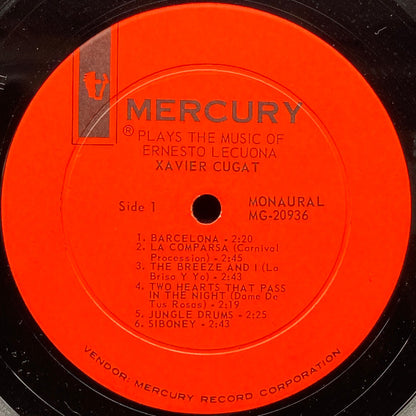 MERCURY
®
PLAYS THE MUSIC OF
ERNESTO LECUONA
XAVIER CUGAT
Side 1
MONAURAL
MG-20936
1. BARCELONA - 2:20
2. LA COMPARSA (Carnival
Procession) - 2:45
3. THE BREEZE AND I (La
Brisa Y Yo) - 2:43
4. TWO HEARTS THAT PASS
IN THE NIGHT (Dame De
Tus Rosas) - 2:19
5. JUNGLE DRUMS - 2:25
6. SIBONEY - 2:43
VENDOR: MERCURY RECORD CORPORATION